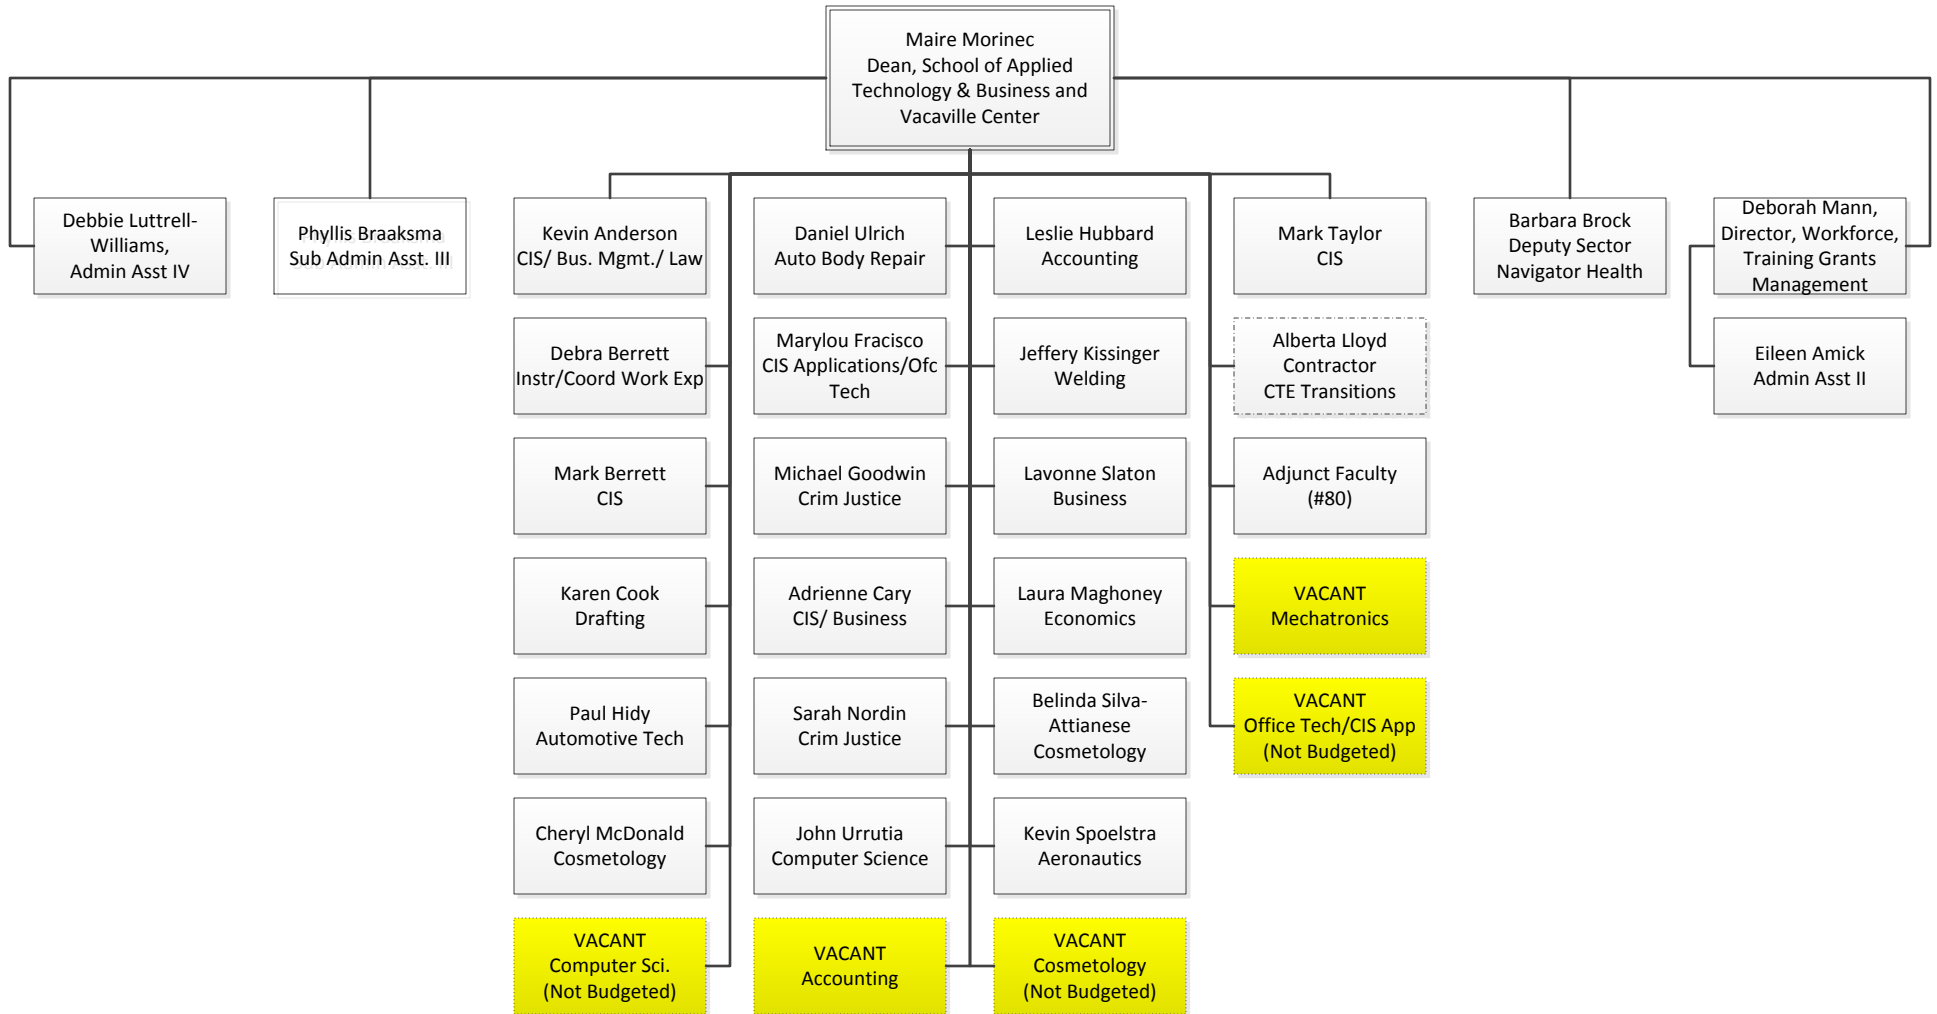 Maire Morinec
Dean, School of Applied
Technology & Business and
Vacaville Center
Debbie Luttrell-
Williams,
Admin Asst IV
Phyllis Braaksma
Sub Admin Asst. III
Kevin Anderson
CIS/ Bus. Mgmt./ Law
Daniel Ulrich
Auto Body Repair
Leslie Hubbard
Accounting
Mark Taylor
CIS
Barbara Brock
Deputy Sector
Navigator Health
Deborah Mann,
Director, Workforce,
Training Grants
Management
Debra Berrett
Instr/Coord Work Exp
Marylou Fracisco
CIS Applications/Ofc
Tech
Jeffery Kissinger
Welding
Alberta Lloyd
Contractor
CTE Transitions
Eileen Amick
Admin Asst II
Mark Berrett
CIS
Michael Goodwin
Crim Justice
Lavonne Slaton
Business
Adjunct Faculty
(#80)
Karen Cook
Drafting
Adrienne Cary
CIS/ Business
Laura Maghoney
Economics
VACANT
Mechatronics
Paul Hidy
Automotive Tech
Sarah Nordin
Crim Justice
Belinda Silva-
Attianese
Cosmetology
VACANT
Office Tech/CIS App
(Not Budgeted)
Cheryl McDonald
Cosmetology
John Urrutia
Computer Science
Kevin Spoelstra
Aeronautics
VACANT
Computer Sci.
(Not Budgeted)
VACANT
Accounting
VACANT
Cosmetology
(Not Budgeted)